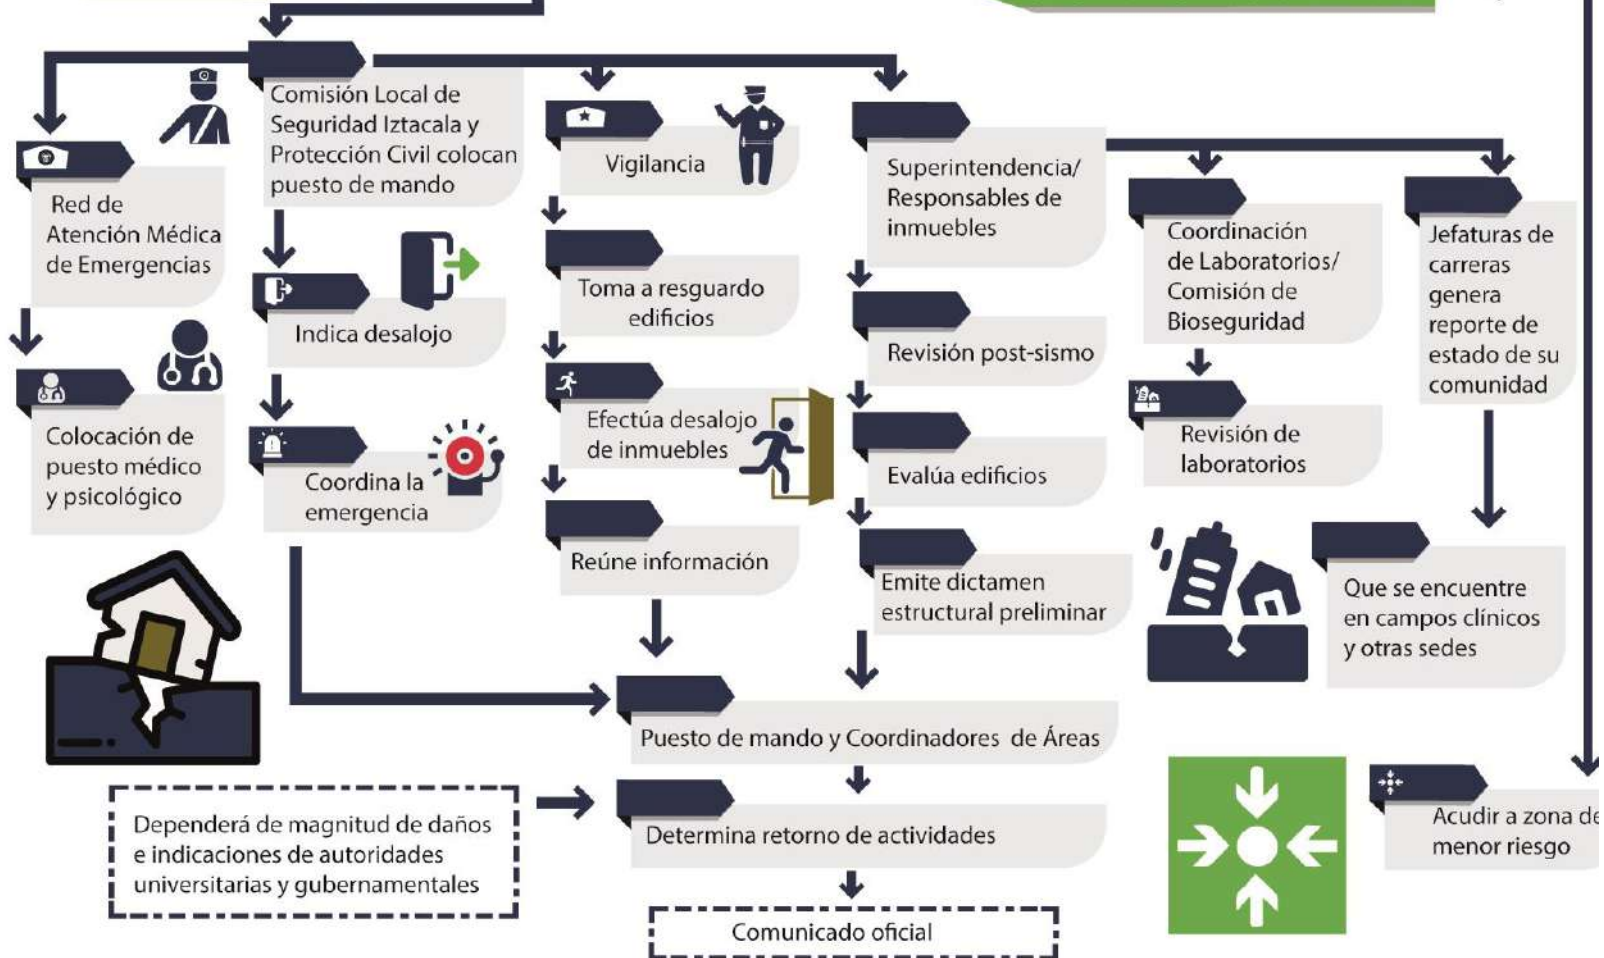 Comisión Local de
Seguridad Iztacala y
Protección Civil colocan
puesto de mando
Red de
Atención Médica
de Emergencias
Colocación de
puesto médico
y psicológico
Indica desalojo
Coordina la
emergencia
Vigilancia
Toma a resguardo
edificios
Efectúa desalojo
de inmuebles
Reúne información
Superintendencia/
Responsables de
inmuebles
Revisión post-sismo
Evalúa edificios
Emite dictamen
estructural preliminar
Coordinación
de Laboratorios/
Comisión de
Bioseguridad
Revisión de
laboratorios
Jefaturas de
carreras
genera
reporte de
estado de su
comunidad
Que se encuentre
en campos clínicos
y otras sedes
Puesto de mando y Coordinadores de Áreas
Dependerá de magnitud de daños
e indicaciones de autoridades
universitarias y gubernamentales
Determina retorno de actividades
Comunicado oficial
Acudir a zona de
menor riesgo